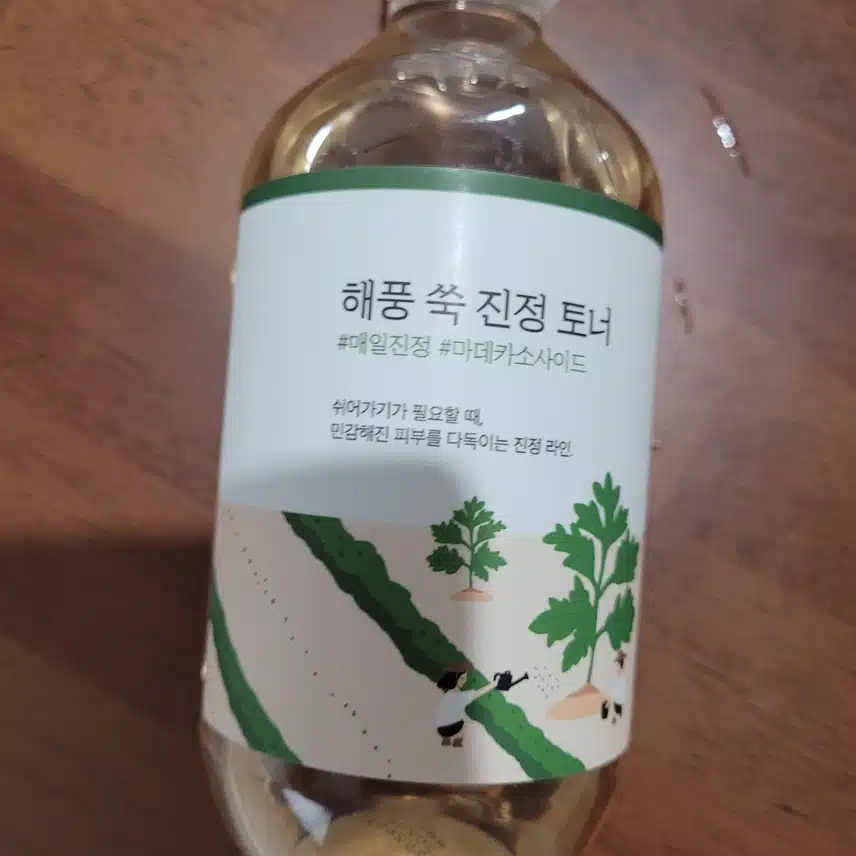 해풍 쑥 진정 토너
#매일진정 #마데카소사이드
쉬어가기가 필요할 때,
민감해진 피부를 다독이는 진정 라인.